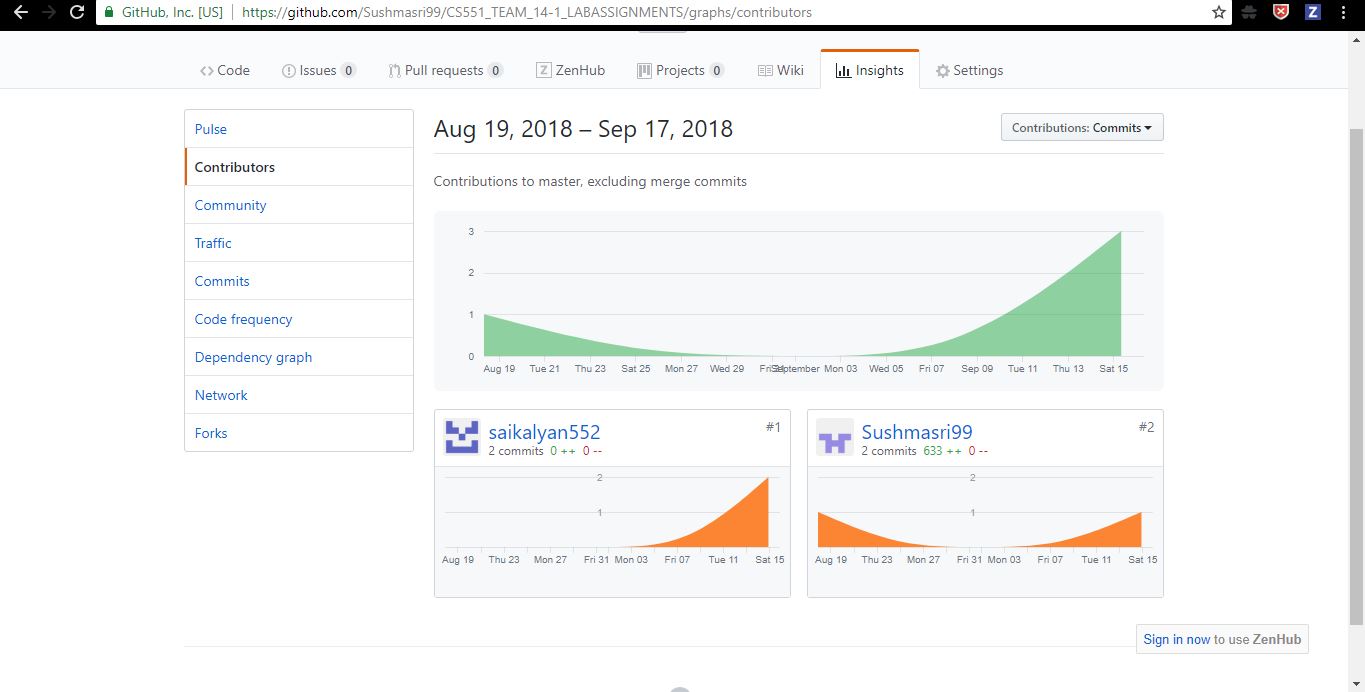 GitHub, Inc. [US] | https://github.com/Sushmasri99/CS551_TEAM_14-1_LABASSIGNMENTS/graphs/contributors
Z
Code Issues 0 Pull requests 0 Z ZenHub Projects 0 Wiki Insights Settings
Pulse
Contributors
Community
Traffic
Commits
Code frequency
Dependency graph
Network
Forks
Aug 19, 2018 – Sep 17, 2018
Contributions: Commits
Contributions to master, excluding merge commits
3
2
1
0
Aug 19 Tue 21 Thu 23 Sat 25 Mon 27 Wed 29 Fri 31 September Mon 03 Wed 05 Fri 07 Sep 09 Tue 11 Thu 13 Sat 15
saikalyan552 #1
2 commits 0 ++ 0 --
2
1
Aug 19 Thu 23 Mon 27 Fri 31 Mon 03 Fri 07 Tue 11 Sat 15
Sushmasri99 #2
2 commits 633 ++ 0 --
2
1
Aug 19 Thu 23 Mon 27 Fri 31 Mon 03 Fri 07 Tue 11 Sat 15
Sign in now to use ZenHub